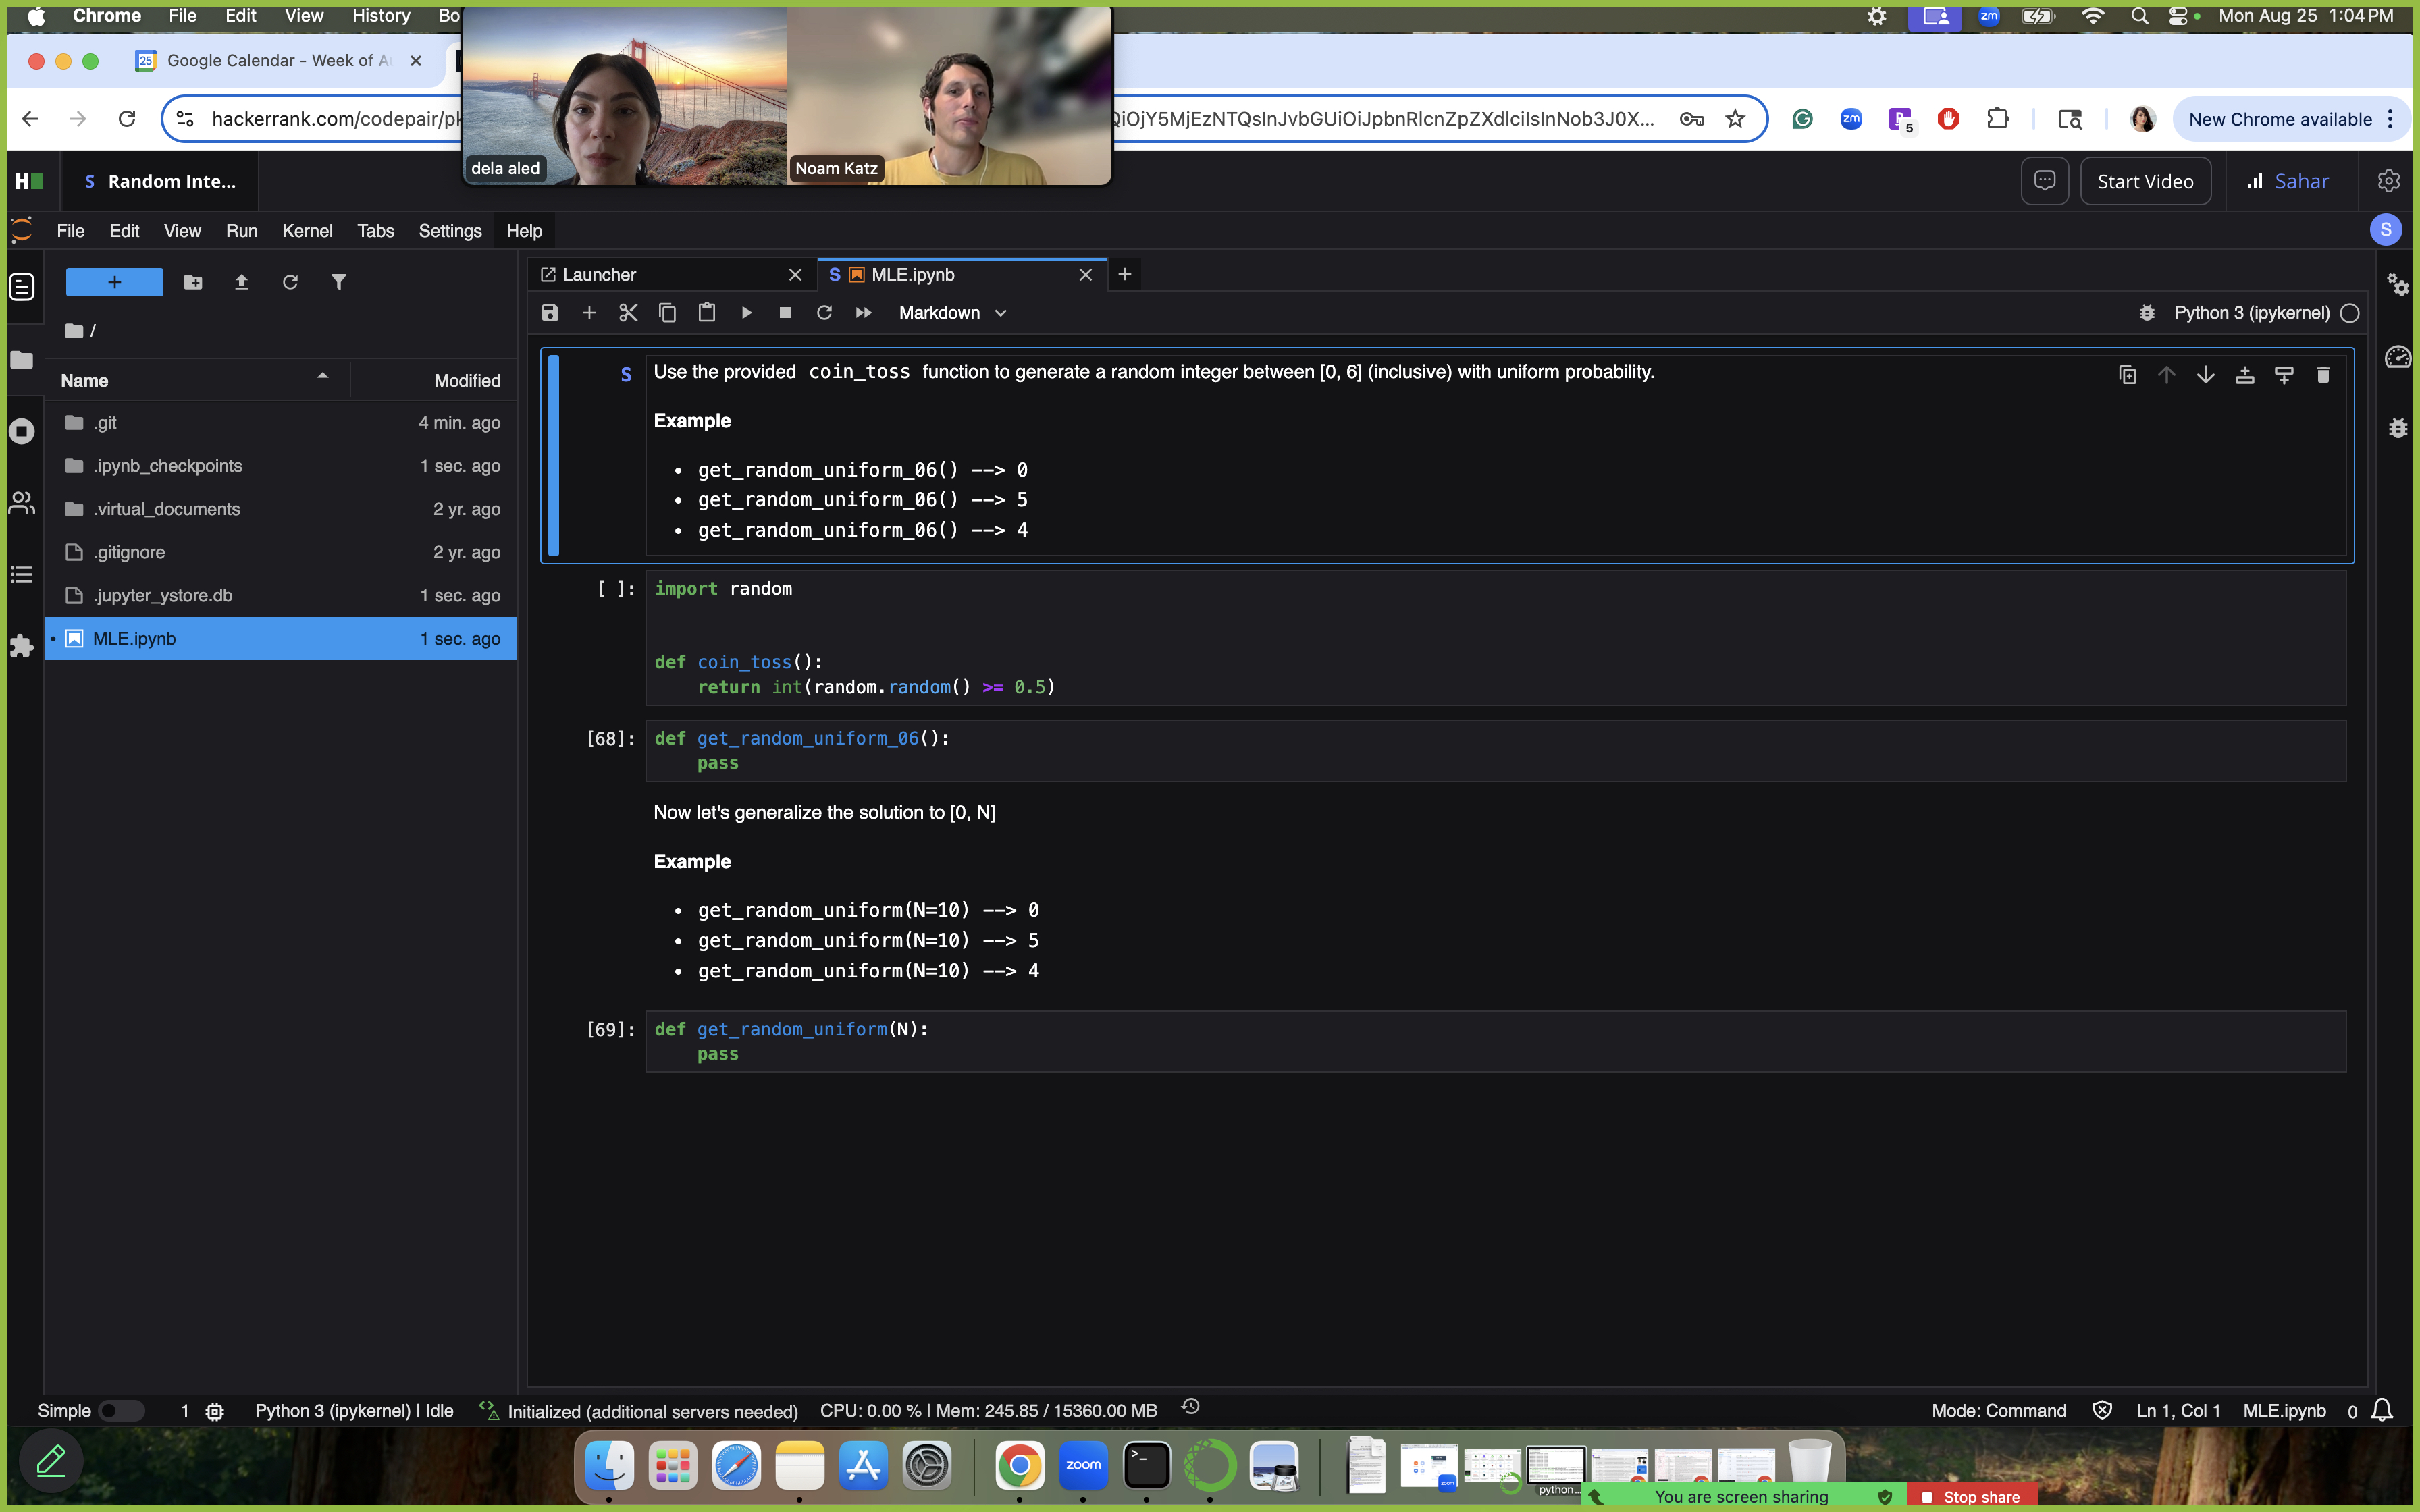 Chrome File Edit View History Bo
zm
Mon Aug 25 1:04 PM
25 Google Calendar - Week of A
hackerrank.com/codepair/pk
QiOjY5MjEzNTQsInJvbGUiOiJpbnRlcnZpZXdlciIsInNob3J0X...
zm
5
New Chrome available
dela aled
Noam Katz
H
S Random Inte...
Start Video
Sahar
File Edit View Run Kernel Tabs Settings Help
S
/
Name Modified
.git 4 min. ago
.ipynb_checkpoints 1 sec. ago
.virtual_documents 2 yr. ago
.gitignore 2 yr. ago
.jupyter_ystore.db 1 sec. ago
MLE.ipynb 1 sec. ago
Launcher
S MLE.ipynb
Markdown
Python 3 (ipykernel)
S
Use the provided coin_toss function to generate a random integer between [0, 6] (inclusive) with uniform probability.
Example
• get_random_uniform_06() --> 0
• get_random_uniform_06() --> 5
• get_random_uniform_06() --> 4
[ ]: import random
def coin_toss():
return int(random.random() >= 0.5)
[68]: def get_random_uniform_06():
pass
Now let's generalize the solution to [0, N]
Example
• get_random_uniform(N=10) --> 0
• get_random_uniform(N=10) --> 5
• get_random_uniform(N=10) --> 4
[69]: def get_random_uniform(N):
pass
Simple 1 Python 3 (ipykernel) | Idle Initialized (additional servers needed) CPU: 0.00 % | Mem: 245.85 / 15360.00 MB
Mode: Command Ln 1, Col 1 MLE.ipynb 0
zoom
zoom
python...
You are screen sharing
Stop share